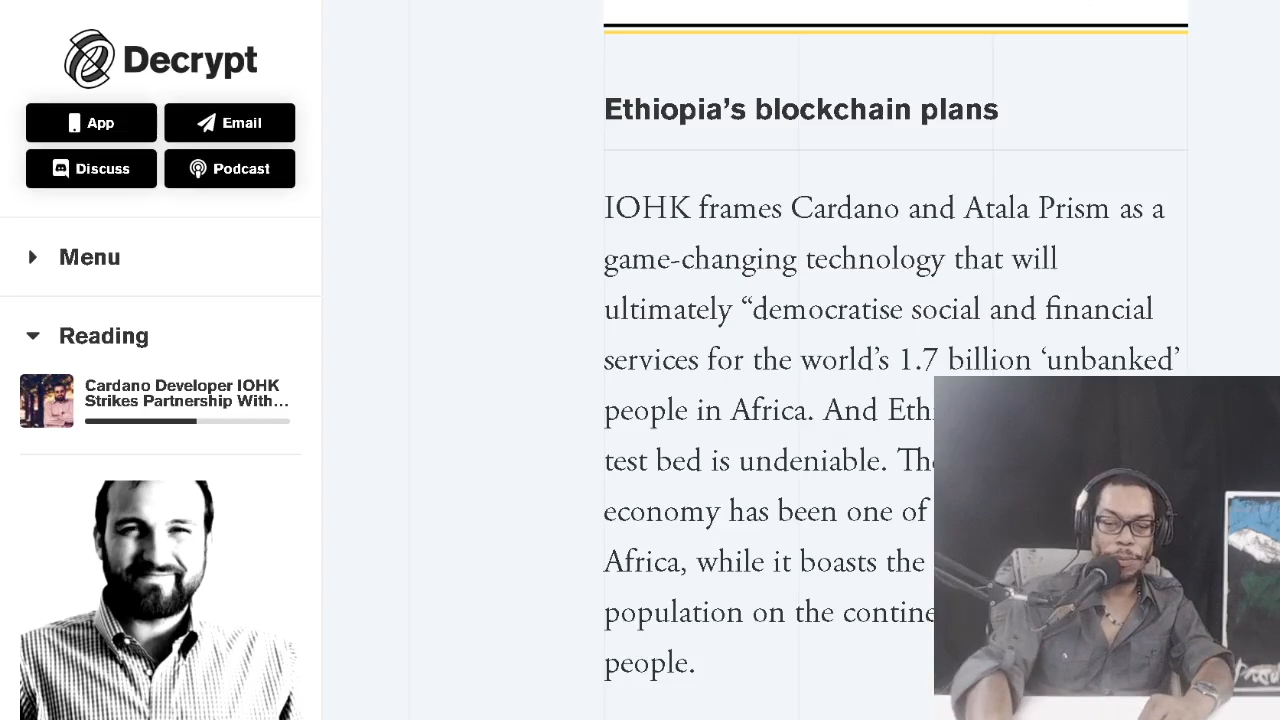 Decrypt
App
Email
Discuss
Podcast
Menu
Reading
Cardano Developer IOHK
Strikes Partnership With...
Ethiopia’s blockchain plans
IOHK frames Cardano and Atala Prism as a
game-changing technology that will
ultimately “democratise social and financial
services for the world’s 1.7 billion ‘unbanked’
people in Africa. And
test bed is undeniable.
economy has been one of
Africa, while it boasts the
population on the
people.